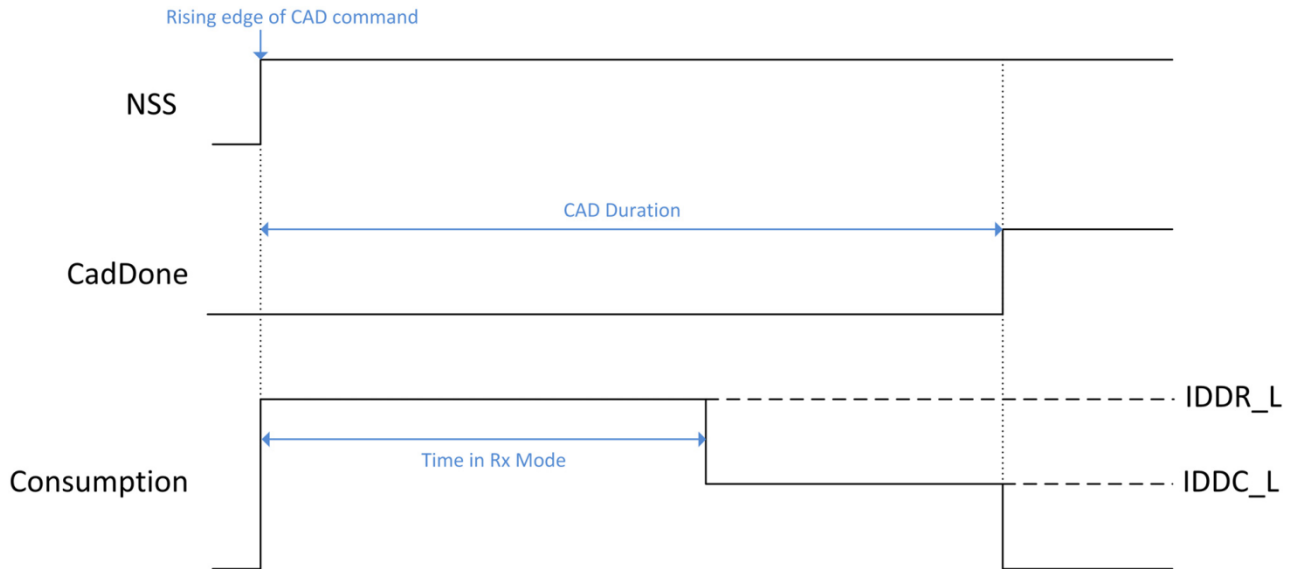 Rising edge of CAD command
NSS
CAD Duration
CadDone
IDDR_L
Time in Rx Mode
Consumption
IDDC_L